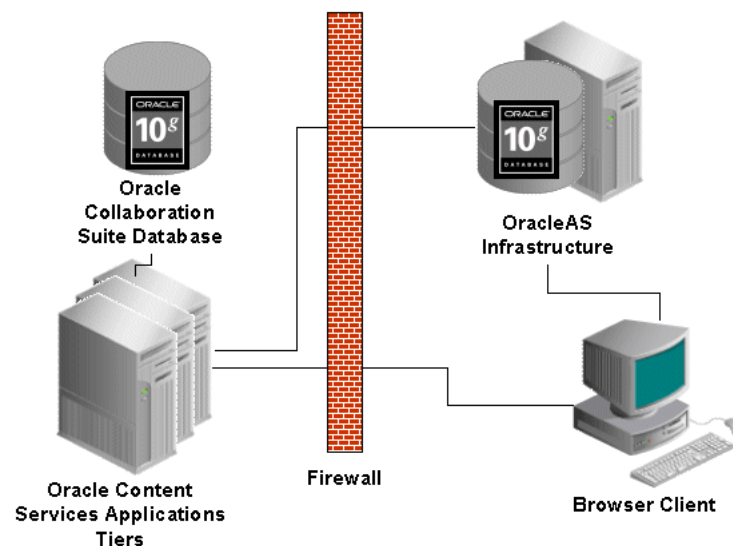 ORACLE
10g
DATABASE
Oracle
Collaboration
Suite Database
ORACLE
10g
DATABASE
OracleAS
Infrastructure
Firewall
Oracle Content
Services Applications
Tiers
Browser Client